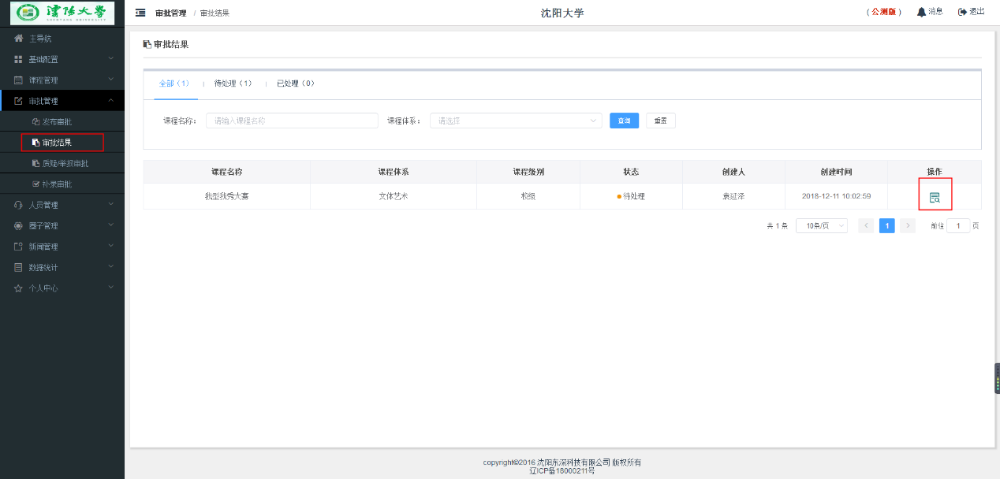 瀋陽大學
SHENYANG UNIVERSITY
审批管理 / 审批结果
沈阳大学
（公测版） 消息 退出
主导航
基础配置
课程管理
审批管理
发布审批
审批结果
质疑/举报审批
补录审批
人员管理
圈子管理
新闻管理
数据统计
个人中心
审批结果
全部（1） | 待处理（1） | 已处理（0）
课程名称： 请输入课程名称 课程体系： 请选择 查询 重置
课程名称 课程体系 课程级别 状态 创建人 创建时间 操作
我型我秀大赛 文体艺术 校级 待处理 袁延泽 2018-12-11 10:02:59
共 1 条 10条/页 1 前往 1 页
copyright©2016 沈阳东深科技有限公司 版权所有
辽ICP备18000211号